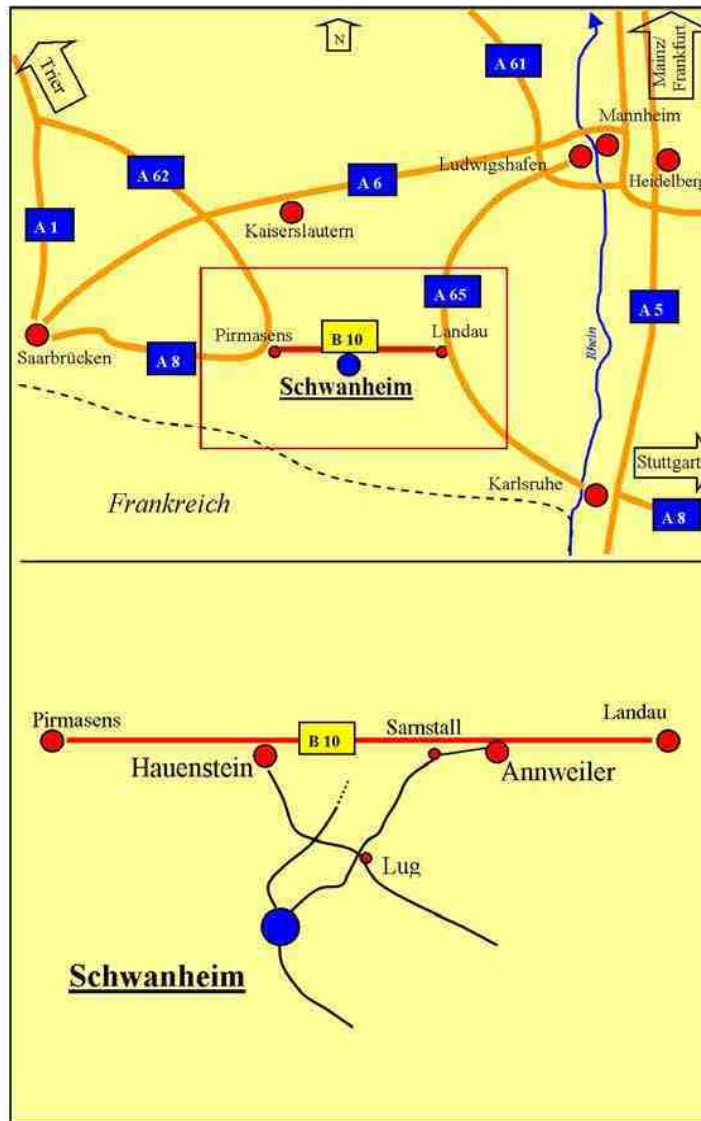 N
Trier
A 61
Mainz/
Frankfurt
Mannheim
Ludwigshafen
Heidelberg
A 62
A 6
A 1
Kaiserslautern
A 65
A 5
Saarbrücken
A 8
Pirmasens
B 10
Landau
Schwanheim
Rhein
Stuttgart
Karlsruhe
A 8
Frankreich
Pirmasens
B 10
Sarnstall
Landau
Hauenstein
Annweiler
Lug
Schwanheim